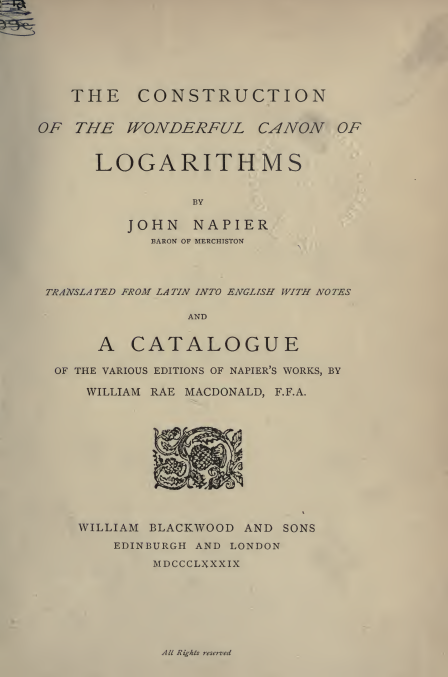 THE CONSTRUCTION
OF THE WONDERFUL CANON OF
LOGARITHMS
BY
JOHN NAPIER
BARON OF MERCHISTON
TRANSLATED FROM LATIN INTO ENGLISH WITH NOTES
AND
A CATALOGUE
OF THE VARIOUS EDITIONS OF NAPIER'S WORKS, BY
WILLIAM RAE MACDONALD, F.F.A.
WILLIAM BLACKWOOD AND SONS
EDINBURGH AND LONDON
MDCCCLXXXIX
All Rights reserved